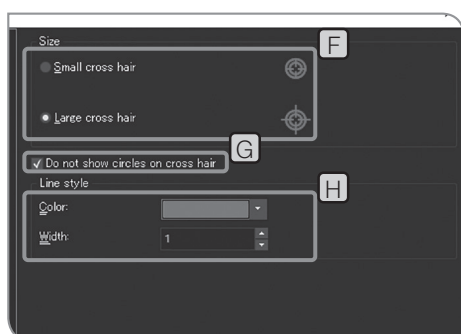 Size
F
Small cross hair
Large cross hair
G
Do not show circles on cross hair
Line style
H
Color:
Width: 1